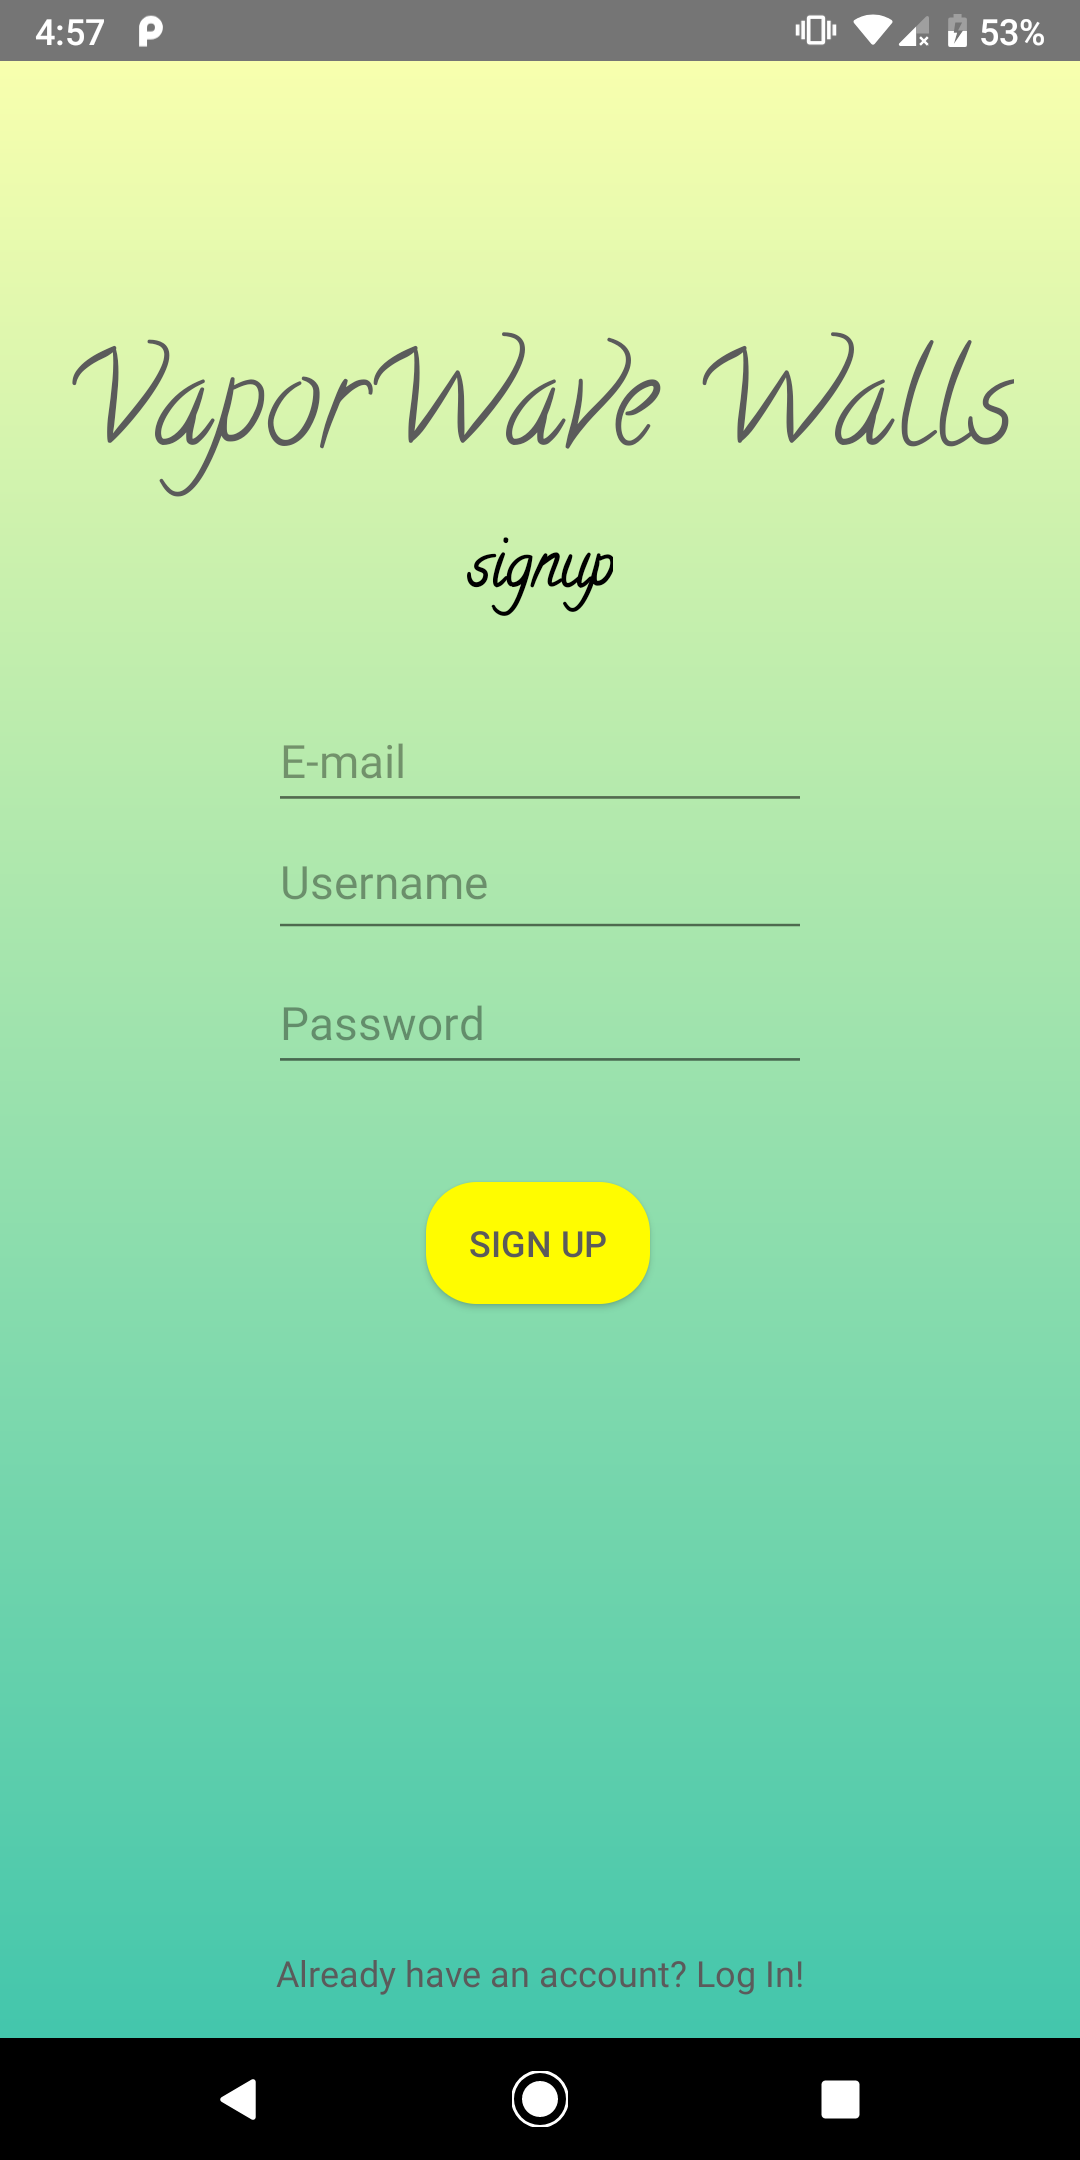 4:57 53%
VaporWave Walls
signup
E-mail
Username
Password
SIGN UP
Already have an account? Log In!